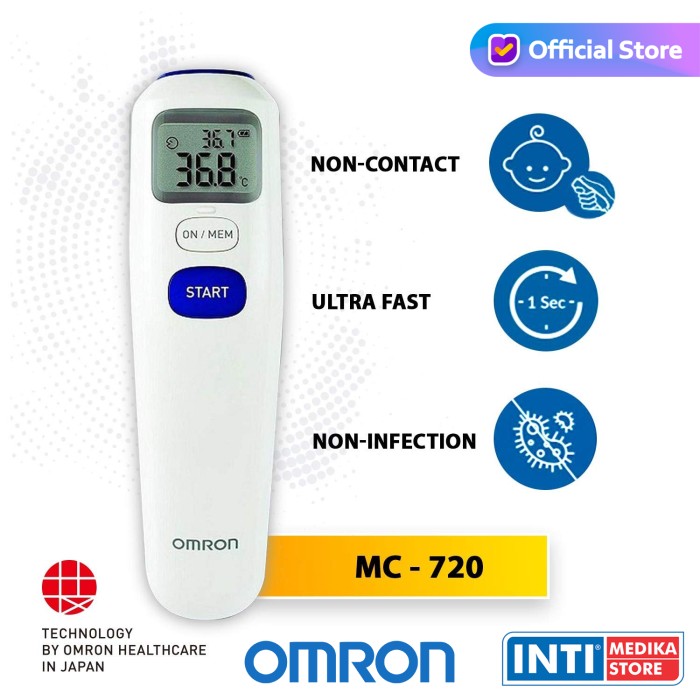 Official Store
36.7
36.8 °C
ON / MEM
START
OMRON
NON-CONTACT
ULTRA FAST
- 1 Sec -
NON-INFECTION
MC - 720
TECHNOLOGY
BY OMRON HEALTHCARE
IN JAPAN
OMRON
INTI MEDIKA
STORE